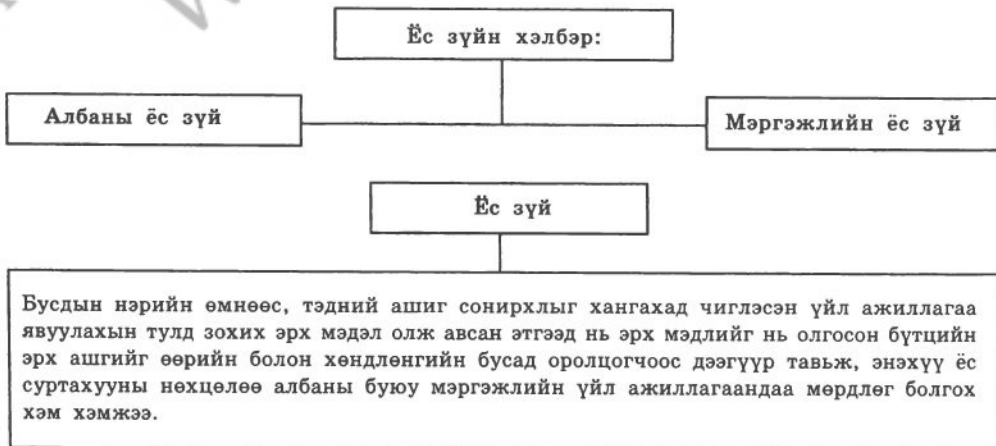 Ёс зүйн хэлбэр:
Албаны ёс зүй
Мэргэжлийн ёс зүй
Ёс зүй
Бусдын нэрийн өмнөөс, тэдний ашиг сонирхлыг хангахад чиглэсэн үйл ажиллагаа
явуулахын тулд зохих эрх мэдэл олж авсан этгээд нь эрх мэдлийг нь олгосон бүтцийн
эрх ашгийг өөрийн болон хөндлөнгийн бусад оролцогчоос дээгүүр тавьж, энэхүү ёс
суртахууны нөхцөлөө албаны буюу мэргэжлийн үйл ажиллагаандаа мөрдлөг болгох
хэм хэмжээ.